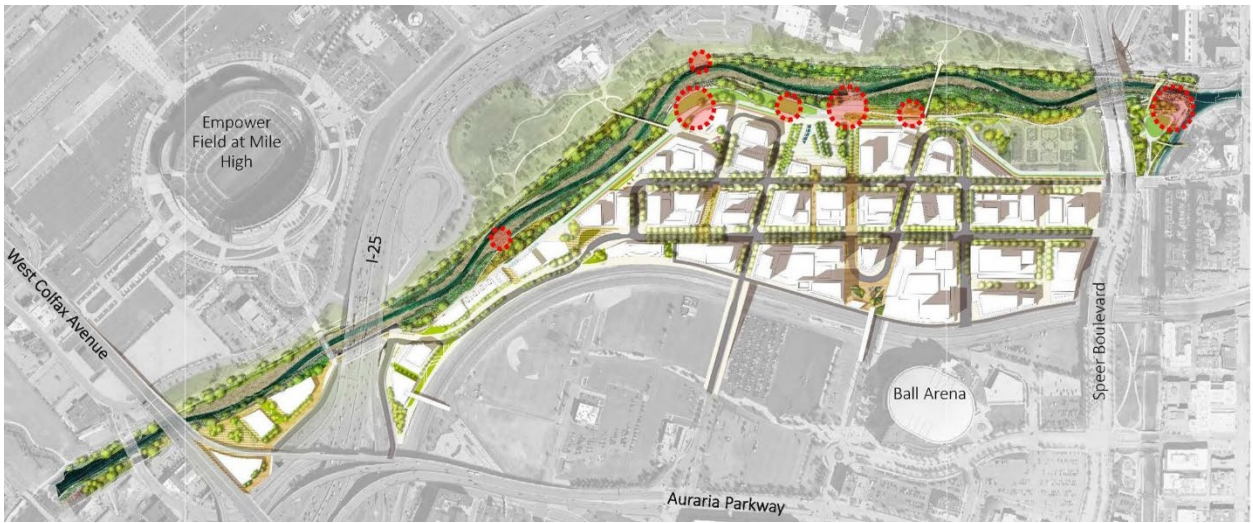 Empower
Field at Mile
High
I-25
West Colfax Avenue
Speer Boulevard
Ball Arena
Auraria Parkway